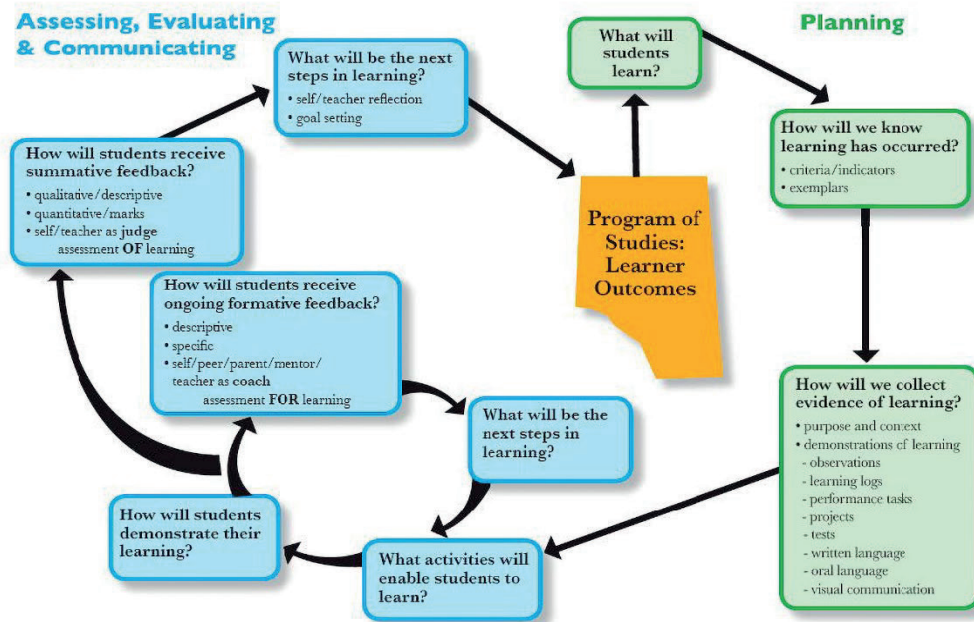 Assessing, Evaluating
& Communicating
Planning
What will be the next
steps in learning?
• self/teacher reflection
• goal setting
What will
students
learn?
How will we know
learning has occurred?
• criteria/indicators
• exemplars
How will students receive
summative feedback?
• qualitative/descriptive
• quantitative/marks
• self/teacher as judge
assessment OF learning
Program of
Studies:
Learner
Outcomes
How will students receive
ongoing formative feedback?
• descriptive
• specific
• self/peer/parent/mentor/
teacher as coach
assessment FOR learning
How will we collect
evidence of learning?
• purpose and context
• demonstrations of learning
- observations
- learning logs
- performance tasks
- projects
- tests
- written language
- oral language
- visual communication
What will be the
next steps in
learning?
How will students
demonstrate their
learning?
What activities will
enable students to
learn?